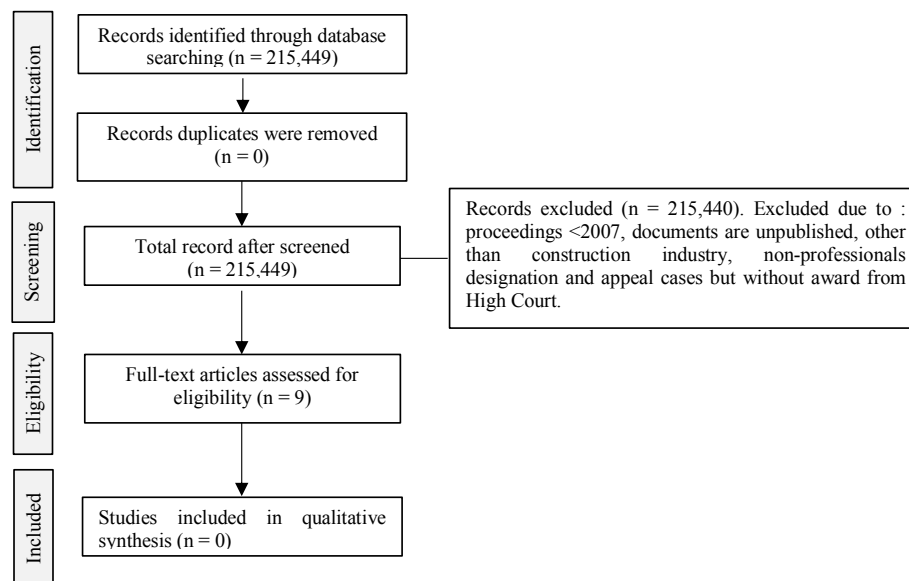 Identification
Records identified through database
searching (n = 215,449)
Records duplicates were removed
(n = 0)
Screening
Total record after screened
(n = 215,449)
Records excluded (n = 215,440). Excluded due to :
proceedings <2007, documents are unpublished, other
than construction industry, non-professionals
designation and appeal cases but without award from
High Court.
Eligibility
Full-text articles assessed for
eligibility (n = 9)
Included
Studies included in qualitative
synthesis (n = 0)